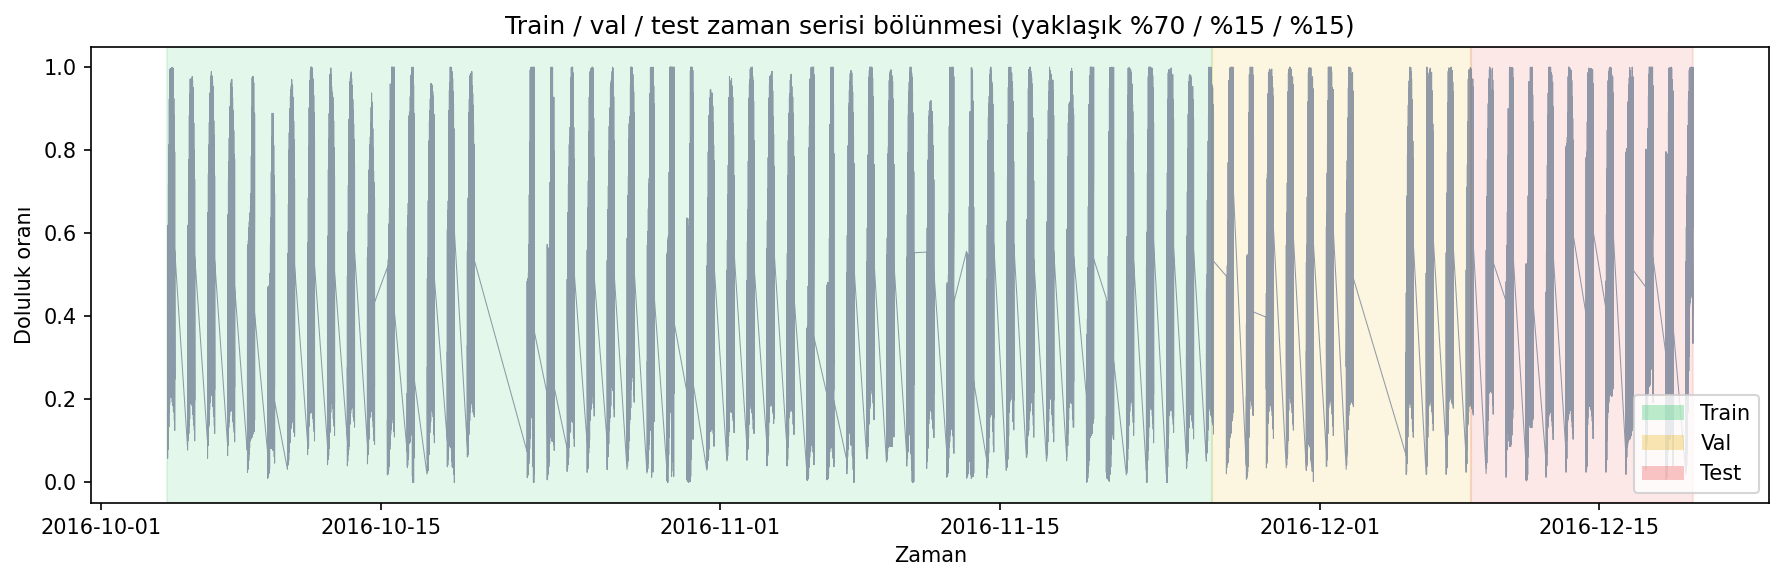 Train / val / test zaman serisi bölünmesi (yaklaşık %70 / %15 / %15)
Doluluk oranı
1.0
0.8
0.6
0.4
0.2
0.0
Train
Val
Test
2016-10-01
2016-10-15
2016-11-01
2016-11-15
2016-12-01
2016-12-15
Zaman